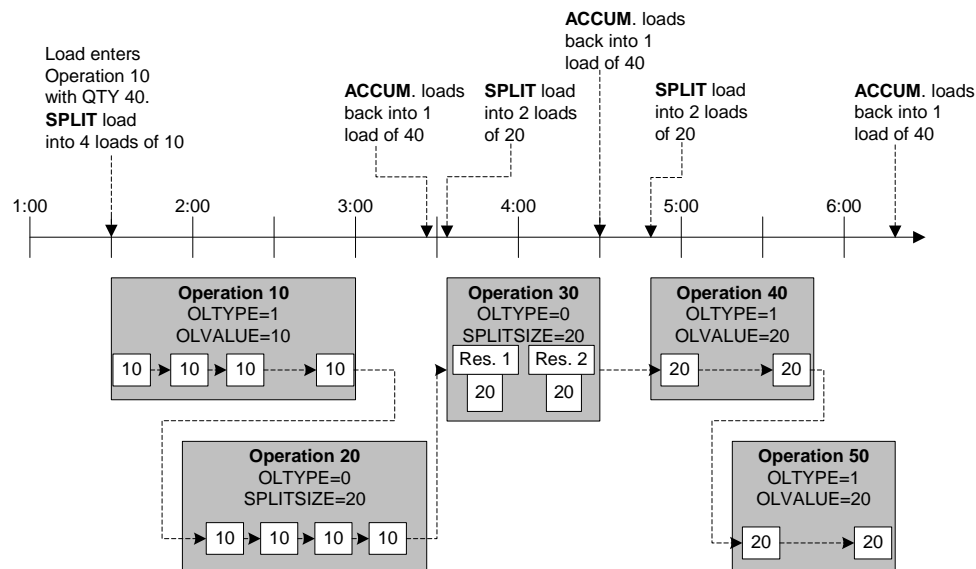 Load enters
Operation 10
with QTY 40.
SPLIT load
into 4 loads of 10
ACCUM. loads
back into 1
load of 40
SPLIT load
into 2 loads
of 20
ACCUM. loads
back into 1
load of 40
SPLIT load
into 2 loads
of 20
ACCUM. loads
back into 1
load of 40
1:00 2:00 3:00 4:00 5:00 6:00
Operation 10
OLTYPE=1
OLVALUE=10
10 10 10 10
Operation 30
OLTYPE=0
SPLITSIZE=20
Res. 1 Res. 2
20 20
Operation 40
OLTYPE=1
OLVALUE=20
20 20
Operation 20
OLTYPE=0
SPLITSIZE=20
10 10 10 10
Operation 50
OLTYPE=1
OLVALUE=20
20 20